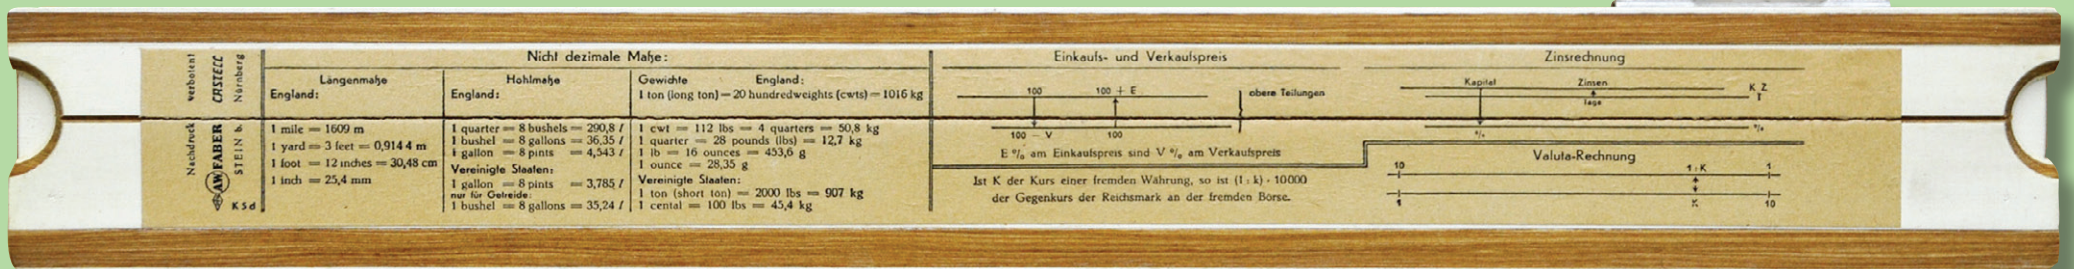 Nachdruck verboten!
AW FABER CASTELL
STEIN b. Nürnberg
KSd
Nicht dezimale Maße:
Längenmaße
England:
1 mile = 1609 m
1 yard = 3 feet = 0,9144 m
1 foot = 12 inches = 30,48 cm
1 inch = 25,4 mm
Hohlmaße
England:
1 quarter = 8 bushels = 290,8 l
1 bushel = 8 gallons = 36,35 l
1 gallon = 8 pints = 4,543 l
Vereinigte Staaten:
1 gallon = 8 pints = 3,785 l
nur für Getreide:
1 bushel = 8 gallons = 35,24 l
Gewichte England:
1 ton (long ton) = 20 hundredweights (cwts) = 1016 kg
1 cwt = 112 lbs = 4 quarters = 50,8 kg
1 quarter = 28 pounds (lbs) = 12,7 kg
1 lb = 16 ounces = 453,6 g
1 ounce = 28,35 g
Vereinigte Staaten:
1 ton (short ton) = 2000 lbs = 907 kg
1 cental = 100 lbs = 45,4 kg
Einkaufs- und Verkaufspreis
100 100 + E
obere Teilungen
100 - V 100
E % am Einkaufspreis sind V % am Verkaufspreis
Ist K der Kurs einer fremden Währung, so ist (1 : k) · 10000
der Gegenkurs der Reichsmark an der fremden Börse.
Zinsrechnung
Kapital Zinsen K Z
Tage T
% %
Valuta-Rechnung
10 1:K 1
1 K 10